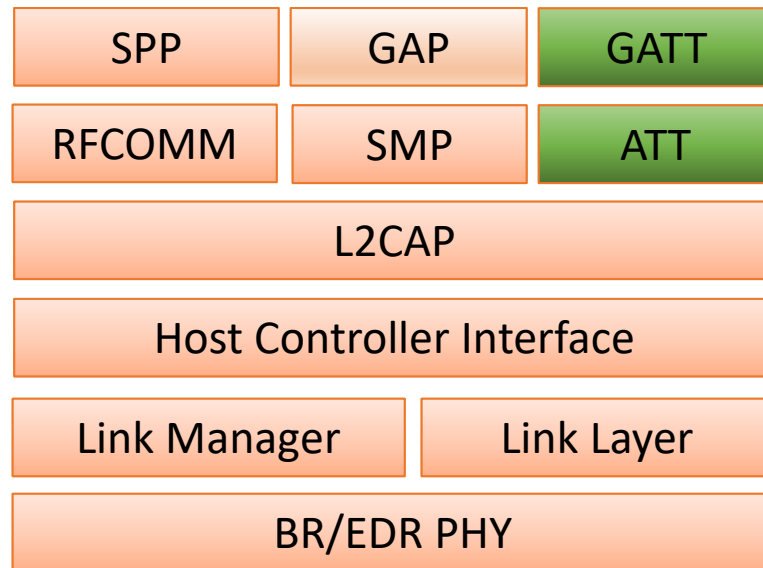 SPP GAP GATT
RFCOMM SMP ATT
L2CAP
Host Controller Interface
Link Manager Link Layer
BR/EDR PHY